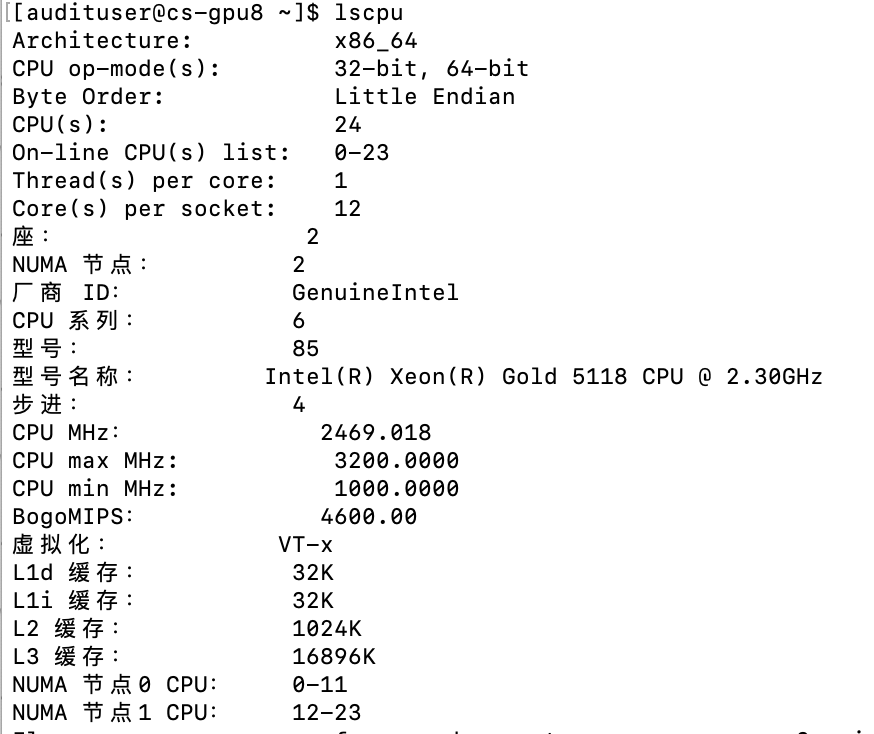 [[audituser@cs-gpu8 ~]$ lscpu
Architecture: x86_64
CPU op-mode(s): 32-bit, 64-bit
Byte Order: Little Endian
CPU(s): 24
On-line CPU(s) list: 0-23
Thread(s) per core: 1
Core(s) per socket: 12
座： 2
NUMA 节点： 2
厂商 ID: GenuineIntel
CPU 系列： 6
型号： 85
型号名称： Intel(R) Xeon(R) Gold 5118 CPU @ 2.30GHz
步进： 4
CPU MHz: 2469.018
CPU max MHz: 3200.0000
CPU min MHz: 1000.0000
BogoMIPS: 4600.00
虚拟化： VT-x
L1d 缓存： 32K
L1i 缓存： 32K
L2 缓存： 1024K
L3 缓存： 16896K
NUMA 节点0 CPU: 0-11
NUMA 节点1 CPU: 12-23